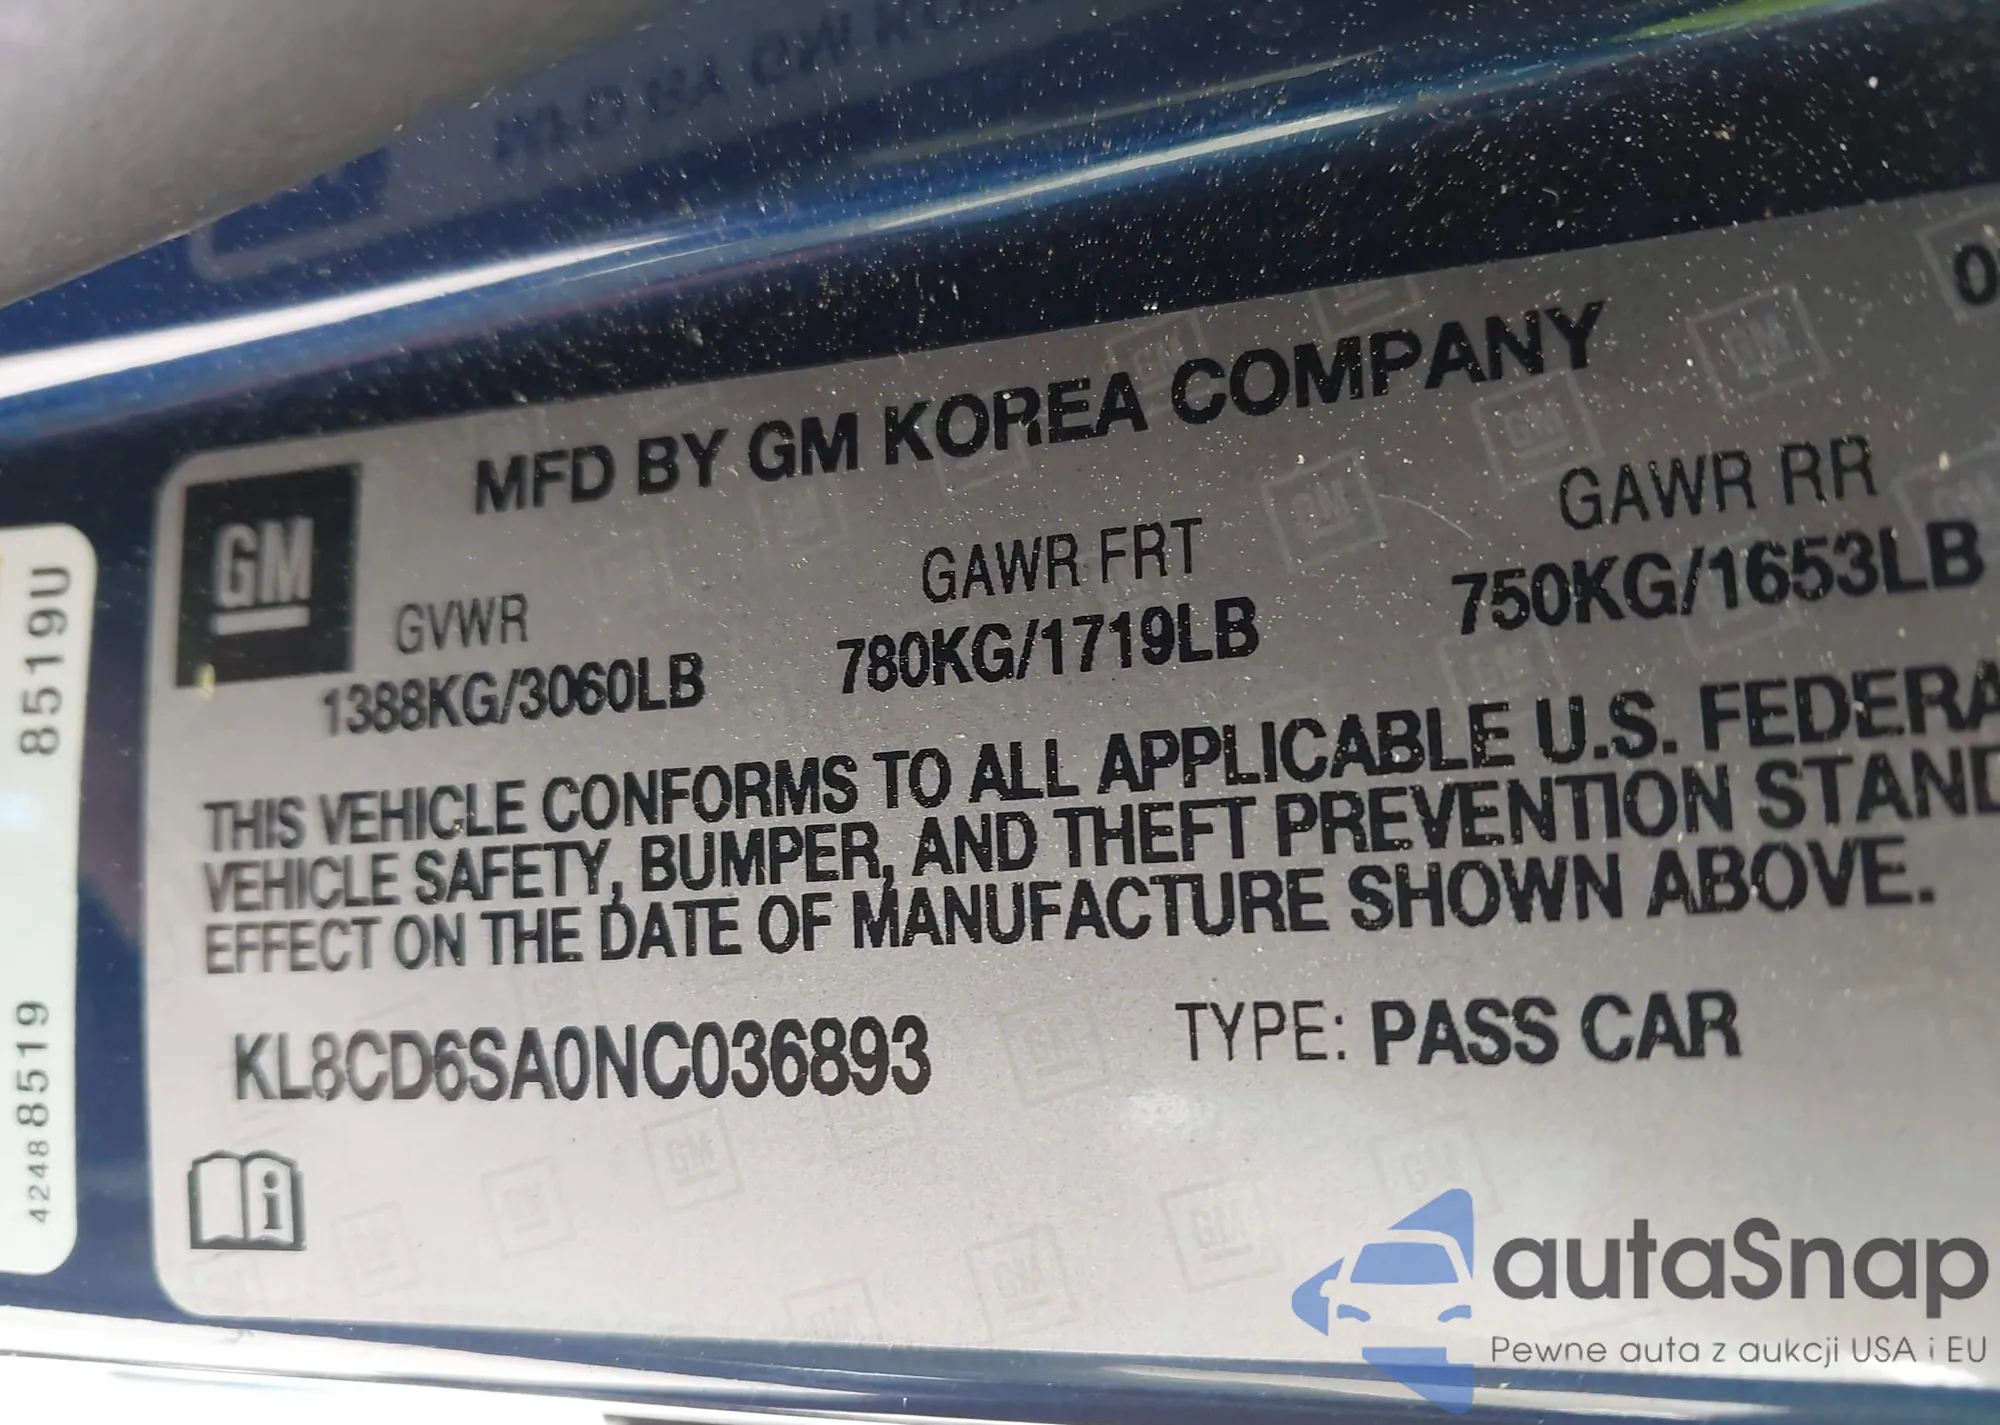 MFD BY GM KOREA COMPANY
GM
GVWR
GAWR FRT
GAWR RR
1388KG/3060LB
780KG/1719LB
750KG/1653LB
THIS VEHICLE CONFORMS TO ALL APPLICABLE U.S. FEDERA
VEHICLE SAFETY, BUMPER, AND THEFT PREVENTION STAND
EFFECT ON THE DATE OF MANUFACTURE SHOWN ABOVE.
KL8CD6SA0NC036893
TYPE: PASS CAR
8519U
42488519
autaSnap
Pewne auta z aukcji USA i EU